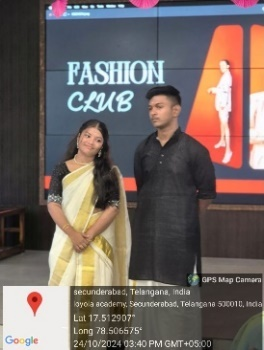 FASHION
CLUB
GPS Map Camera
secunderabad, Telangana, India
loyola academy, Secunderabad, Telangana 500010, India
Lat 17.512907°
Long 78.506575°
24/10/2024 03:40 PM GMT+05:00
Google